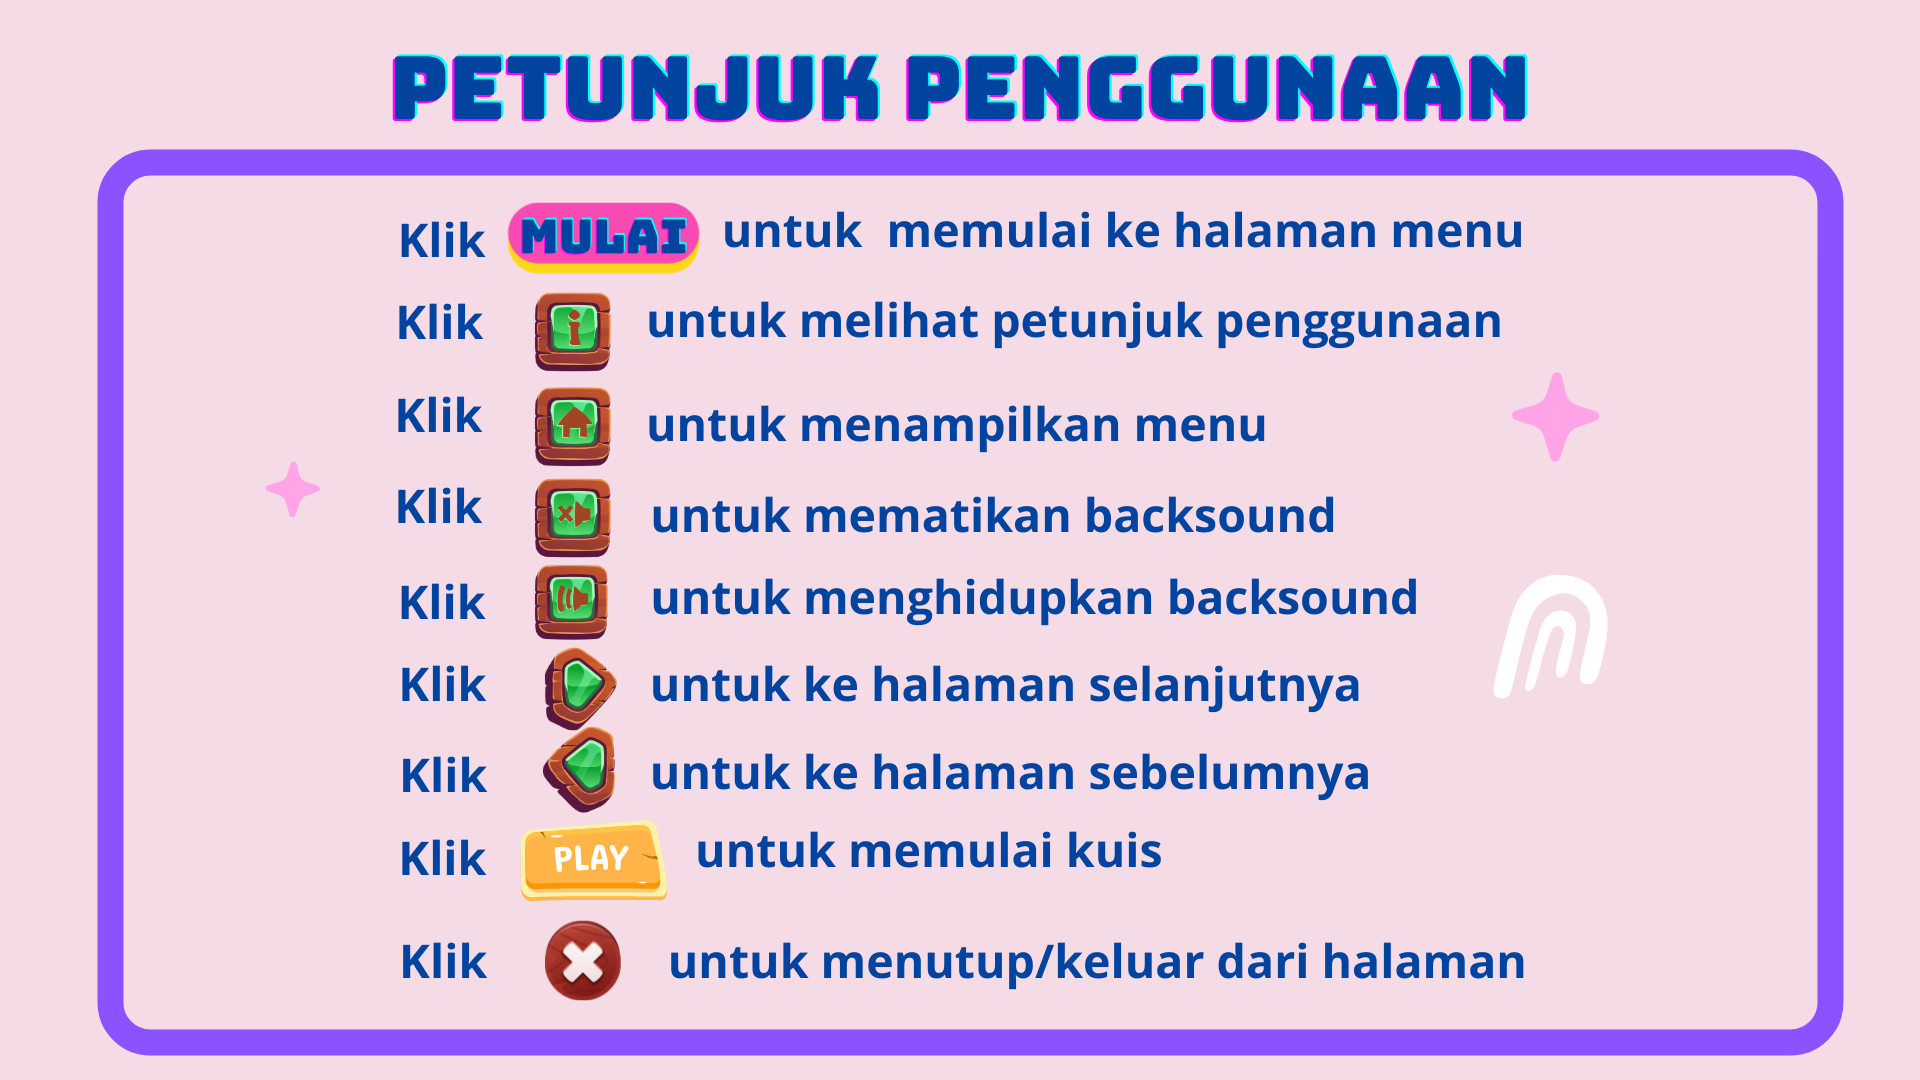 PETUNJUK PENGGUNAAN
Klik MULAI untuk memulai ke halaman menu
Klik i untuk melihat petunjuk penggunaan
Klik untuk menampilkan menu
Klik untuk mematikan backsound
Klik untuk menghidupkan backsound
Klik untuk ke halaman selanjutnya
Klik untuk ke halaman sebelumnya
Klik PLAY untuk memulai kuis
Klik untuk menutup/keluar dari halaman